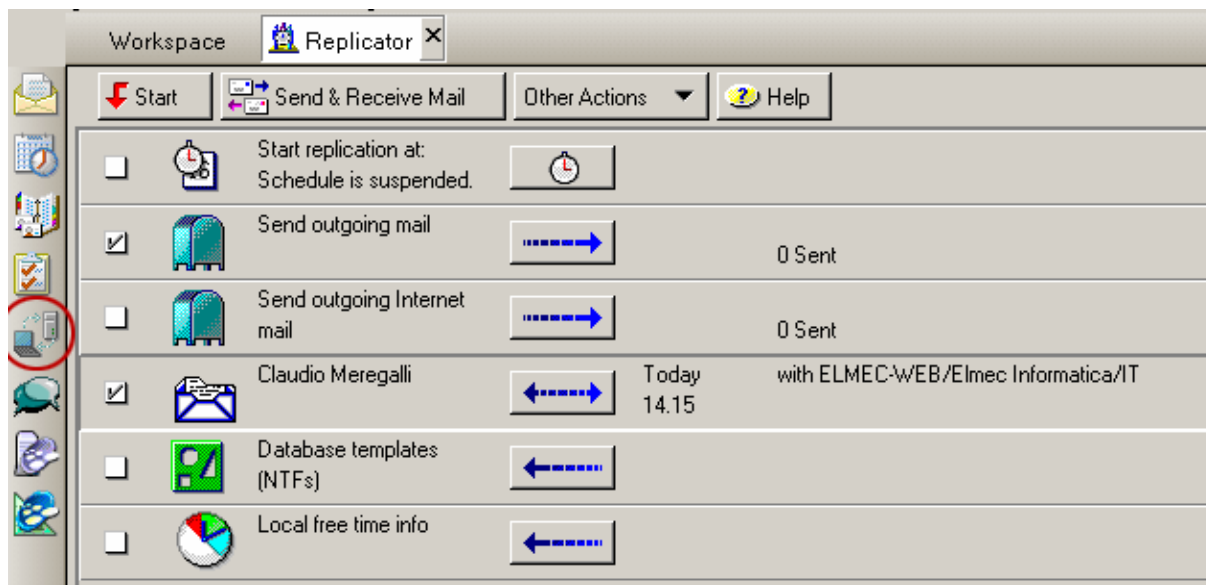 Workspace
Replicator
Start
Send & Receive Mail
Other Actions
Help
Start replication at:
Schedule is suspended.
Send outgoing mail
0 Sent
Send outgoing Internet
mail
0 Sent
Claudio Meregalli
Today
14.15
with ELMEC-WEB/Elmec Informatica/IT
Database templates
(NTFs)
Local free time info